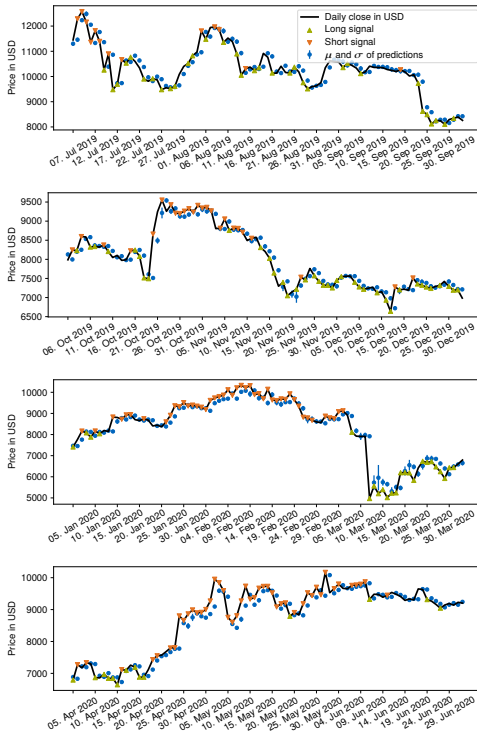 Daily close in USD
Long signal
Short signal
μ and σ of predictions
Price in USD
12000
11000
10000
9000
8000
07. Jul 2019
12. Jul 2019
17. Jul 2019
22. Jul 2019
27. Jul 2019
01. Aug 2019
06. Aug 2019
11. Aug 2019
16. Aug 2019
21. Aug 2019
26. Aug 2019
31. Aug 2019
05. Sep 2019
10. Sep 2019
15. Sep 2019
20. Sep 2019
25. Sep 2019
30. Sep 2019
Price in USD
9500
9000
8500
8000
7500
7000
6500
06. Oct 2019
11. Oct 2019
16. Oct 2019
21. Oct 2019
26. Oct 2019
31. Oct 2019
05. Nov 2019
10. Nov 2019
15. Nov 2019
20. Nov 2019
25. Nov 2019
30. Nov 2019
05. Dec 2019
10. Dec 2019
15. Dec 2019
20. Dec 2019
25. Dec 2019
30. Dec 2019
Price in USD
10000
9000
8000
7000
6000
5000
05. Jan 2020
10. Jan 2020
15. Jan 2020
20. Jan 2020
25. Jan 2020
30. Jan 2020
04. Feb 2020
09. Feb 2020
14. Feb 2020
19. Feb 2020
24. Feb 2020
29. Feb 2020
05. Mar 2020
10. Mar 2020
15. Mar 2020
20. Mar 2020
25. Mar 2020
30. Mar 2020
Price in USD
10000
9000
8000
7000
05. Apr 2020
10. Apr 2020
15. Apr 2020
20. Apr 2020
25. Apr 2020
30. Apr 2020
05. May 2020
10. May 2020
15. May 2020
20. May 2020
25. May 2020
30. May 2020
04. Jun 2020
09. Jun 2020
14. Jun 2020
19. Jun 2020
24. Jun 2020
29. Jun 2020